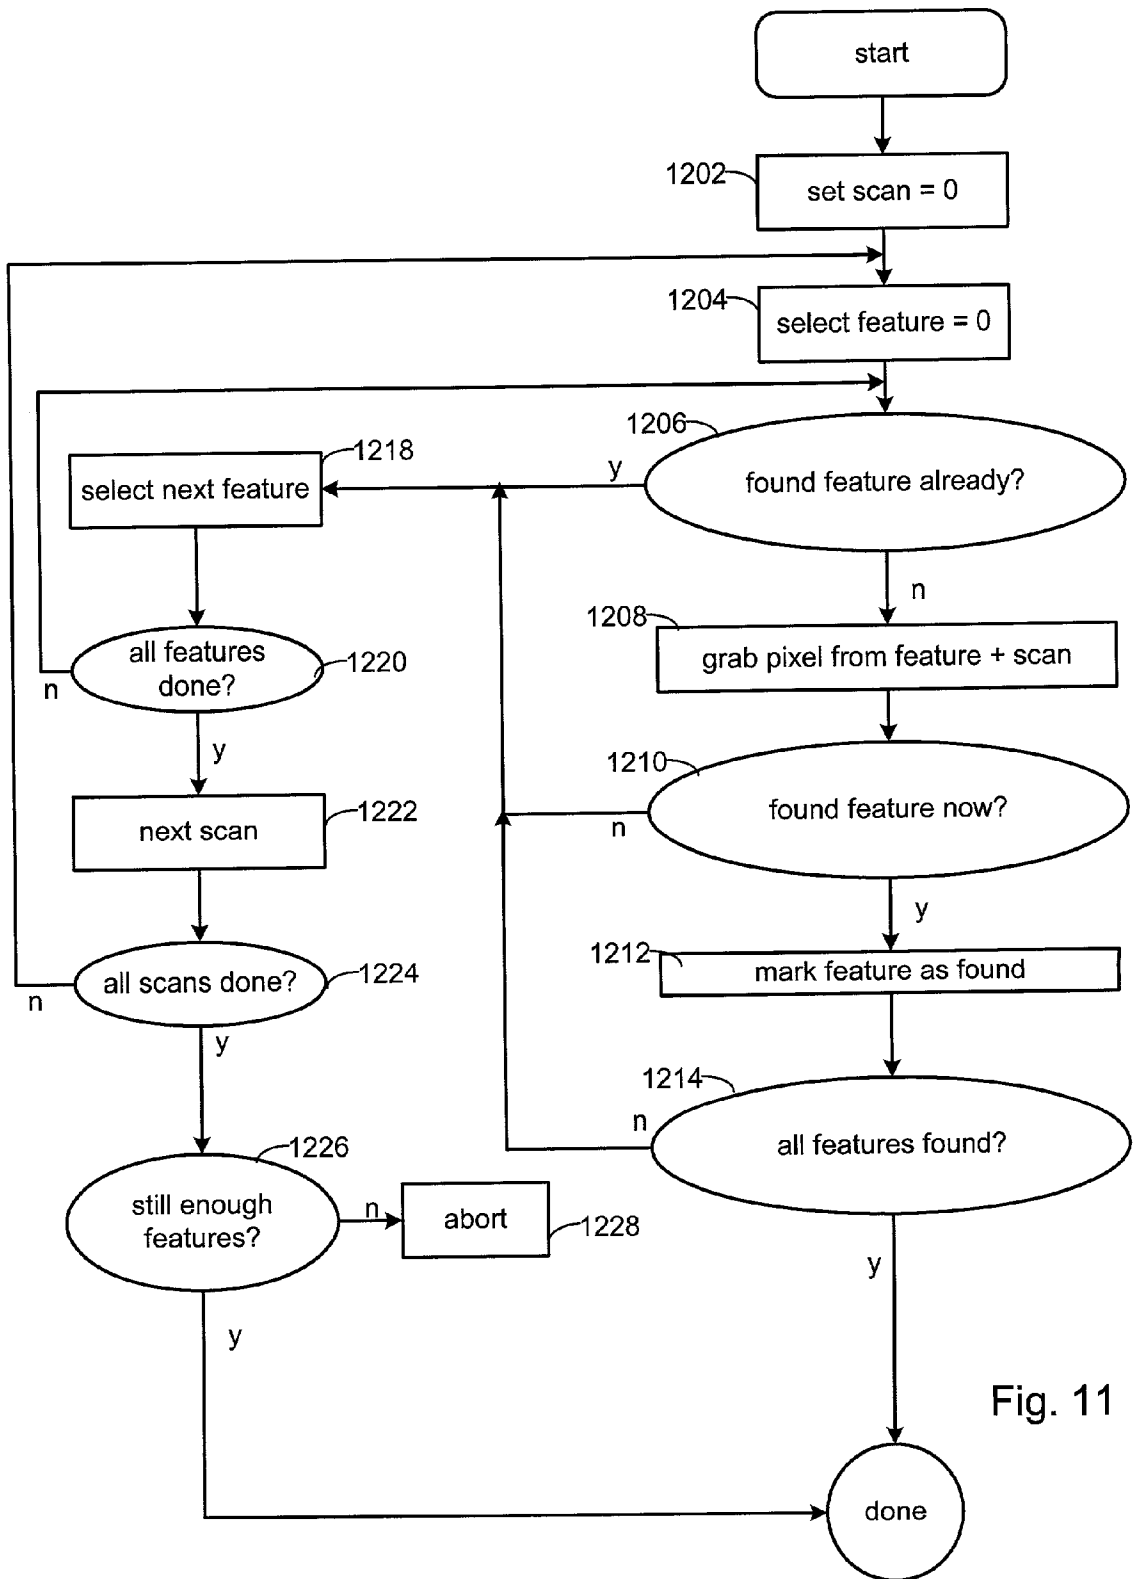 start
1202
set scan = 0
1204
select feature = 0
1206
found feature already?
y
n
1218
select next feature
1208
grab pixel from feature + scan
all features
done?
1220
n
y
1210
found feature now?
n
y
next scan
1222
1212
mark feature as found
all scans done?
1224
n
y
1214
all features found?
n
y
1226
still enough
features?
n
abort
1228
y
Fig. 11
done